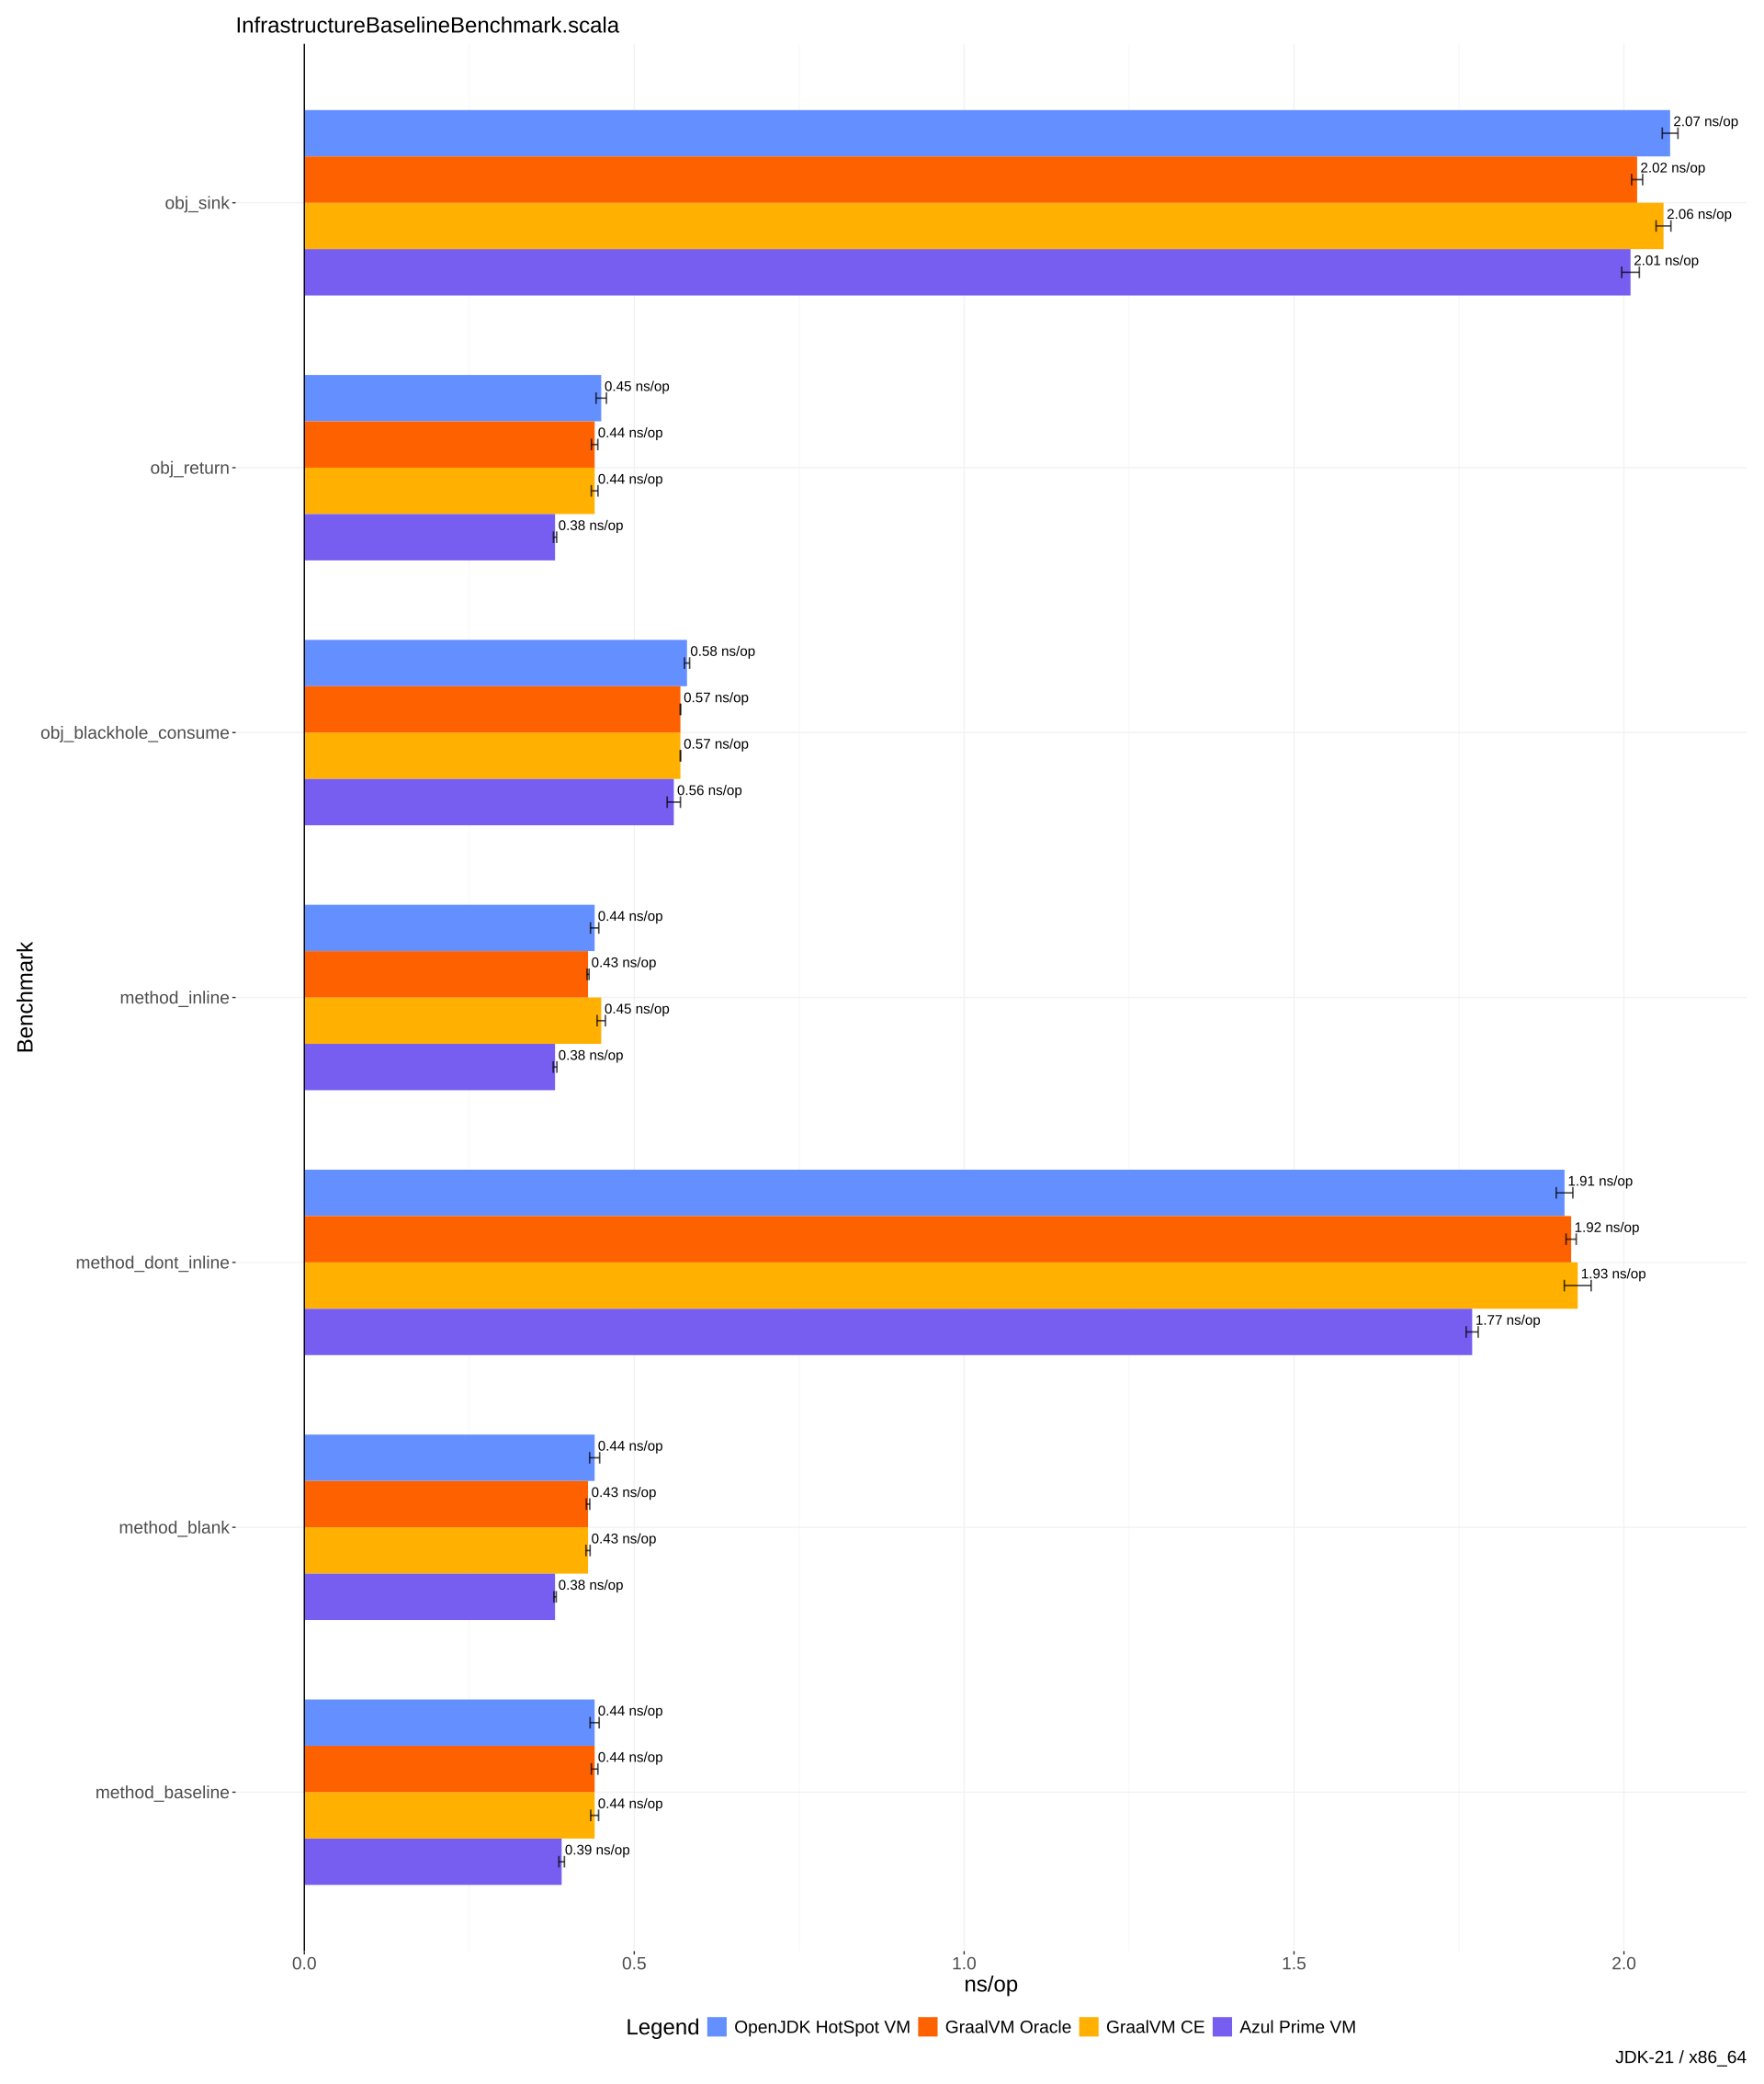 InfrastructureBaselineBenchmark.scala
Benchmark
obj_sink
2.07 ns/op
2.02 ns/op
2.06 ns/op
2.01 ns/op
obj_return
0.45 ns/op
0.44 ns/op
0.44 ns/op
0.38 ns/op
obj_blackhole_consume
0.58 ns/op
0.57 ns/op
0.57 ns/op
0.56 ns/op
method_inline
0.44 ns/op
0.43 ns/op
0.45 ns/op
0.38 ns/op
method_dont_inline
1.91 ns/op
1.92 ns/op
1.93 ns/op
1.77 ns/op
method_blank
0.44 ns/op
0.43 ns/op
0.43 ns/op
0.38 ns/op
method_baseline
0.44 ns/op
0.44 ns/op
0.44 ns/op
0.39 ns/op
0.0 0.5 1.0 1.5 2.0
ns/op
Legend OpenJDK HotSpot VM GraalVM Oracle GraalVM CE Azul Prime VM
JDK-21 / x86_64